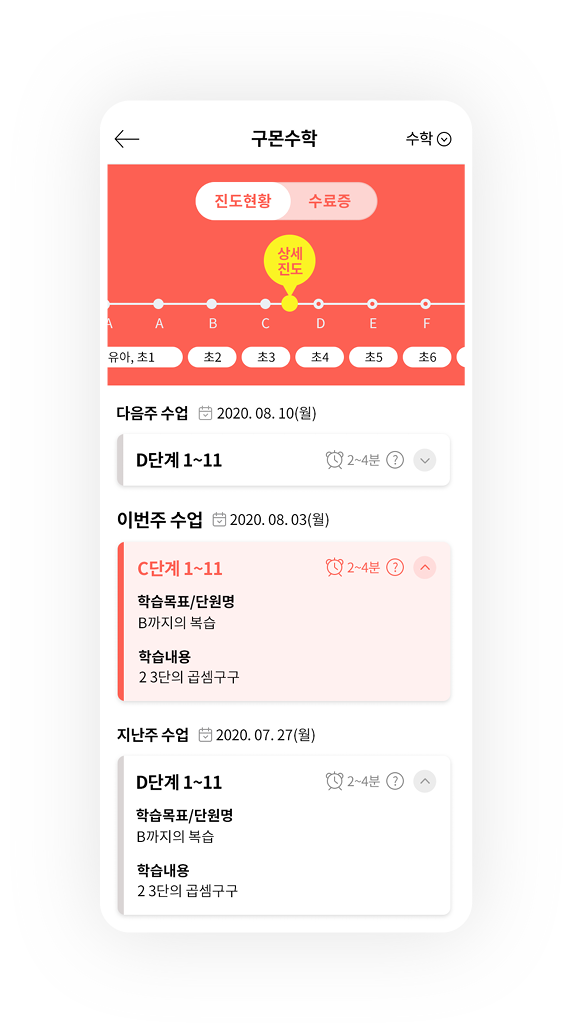 구몬수학
수학
진도현황 수료증
상세
진도
A A B C D E F
유아, 초1 초2 초3 초4 초5 초6
다음주 수업 2020. 08. 10(월)
D단계 1~11 2~4분 ?
이번주 수업 2020. 08. 03(월)
C단계 1~11 2~4분 ?
학습목표/단원명
B까지의 복습
학습내용
2 3단의 곱셈구구
지난주 수업 2020. 07. 27(월)
D단계 1~11 2~4분 ?
학습목표/단원명
B까지의 복습
학습내용
2 3단의 곱셈구구